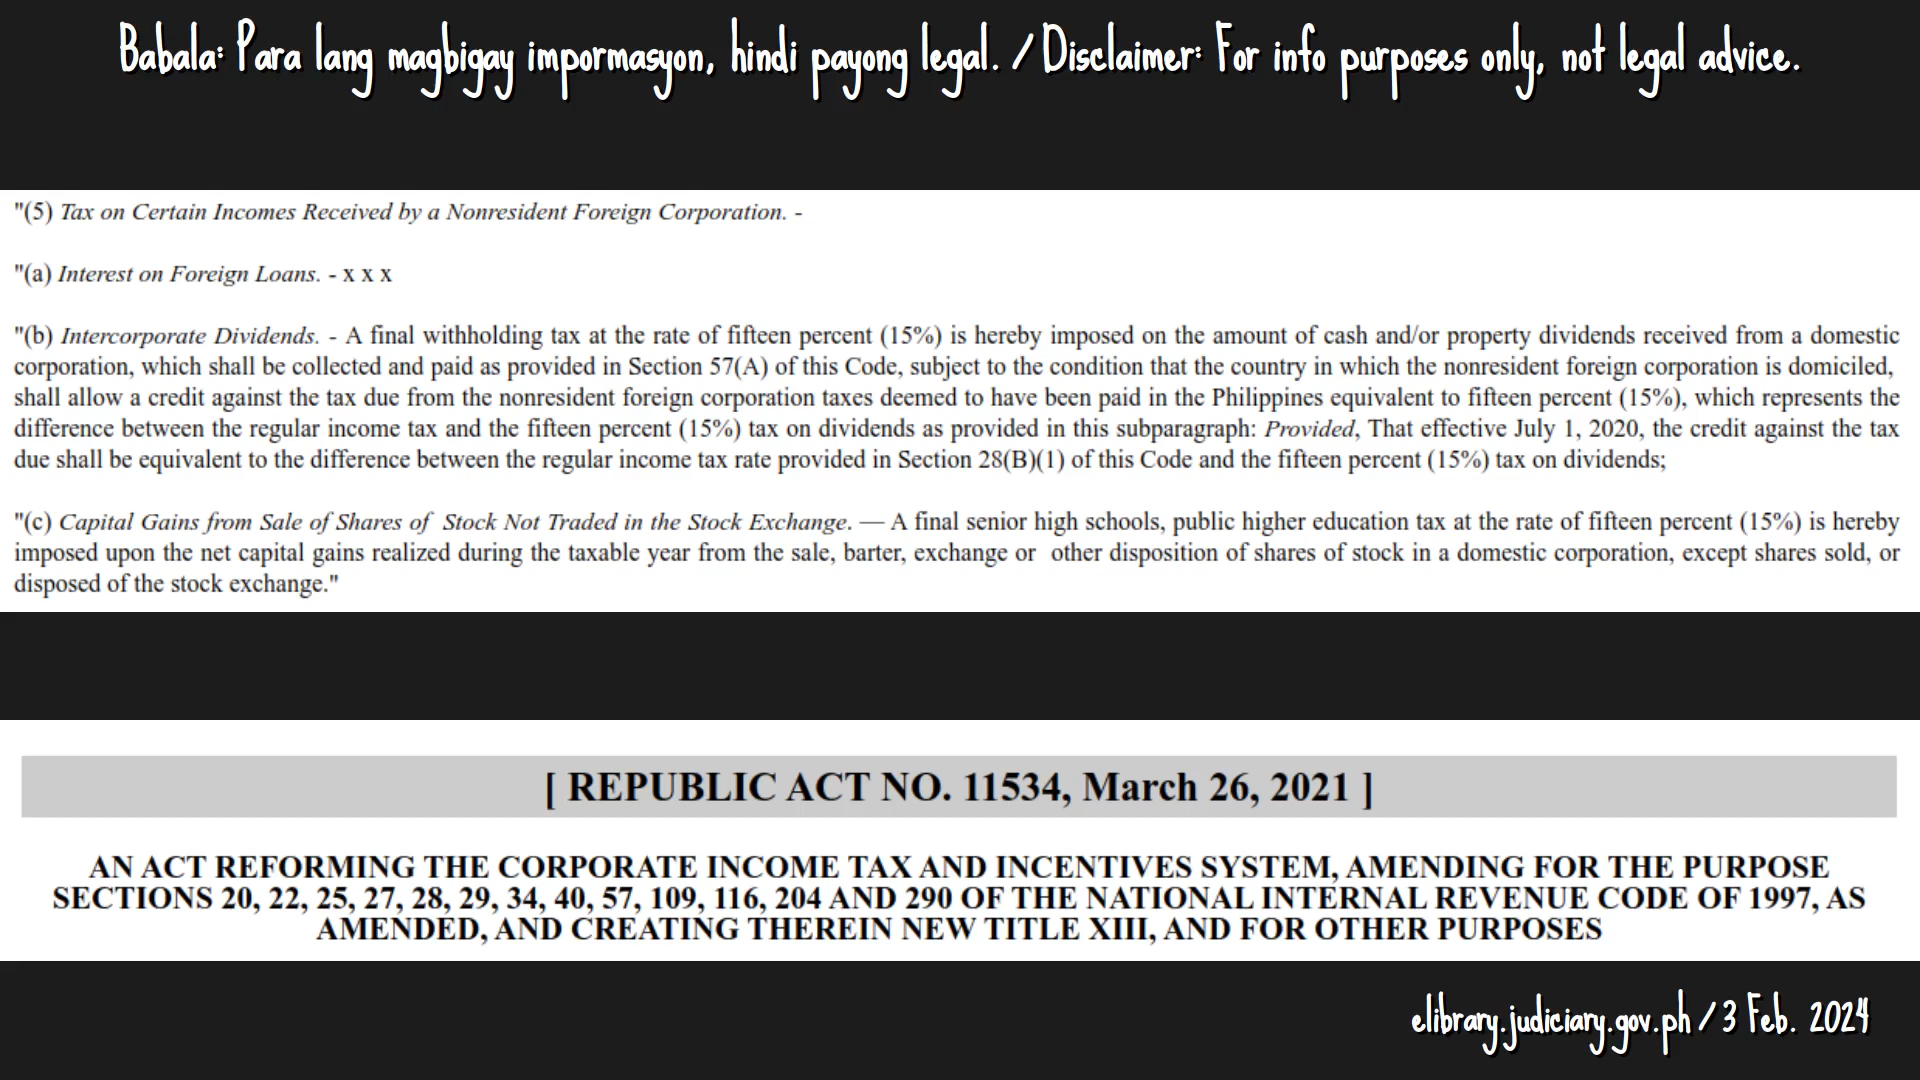 Babala: Para lang magbigay impormasyon, hindi payong legal. / Disclaimer: For info purposes only, not legal advice.
"(5) Tax on Certain Incomes Received by a Nonresident Foreign Corporation. -
"(a) Interest on Foreign Loans. - x x x
"(b) Intercorporate Dividends. - A final withholding tax at the rate of fifteen percent (15%) is hereby imposed on the amount of cash and/or property dividends received from a domestic
corporation, which shall be collected and paid as provided in Section 57(A) of this Code, subject to the condition that the country in which the nonresident foreign corporation is domiciled,
shall allow a credit against the tax due from the nonresident foreign corporation taxes deemed to have been paid in the Philippines equivalent to fifteen percent (15%), which represents the
difference between the regular income tax and the fifteen percent (15%) tax on dividends as provided in this subparagraph: Provided, That effective July 1, 2020, the credit against the tax
due shall be equivalent to the difference between the regular income tax rate provided in Section 28(B)(1) of this Code and the fifteen percent (15%) tax on dividends;
"(c) Capital Gains from Sale of Shares of Stock Not Traded in the Stock Exchange. — A final senior high schools, public higher education tax at the rate of fifteen percent (15%) is hereby
imposed upon the net capital gains realized during the taxable year from the sale, barter, exchange or other disposition of shares of stock in a domestic corporation, except shares sold, or
disposed of the stock exchange."
[ REPUBLIC ACT NO. 11534, March 26, 2021 ]
AN ACT REFORMING THE CORPORATE INCOME TAX AND INCENTIVES SYSTEM, AMENDING FOR THE PURPOSE
SECTIONS 20, 22, 25, 27, 28, 29, 34, 40, 57, 109, 116, 204 AND 290 OF THE NATIONAL INTERNAL REVENUE CODE OF 1997, AS
AMENDED, AND CREATING THEREIN NEW TITLE XIII, AND FOR OTHER PURPOSES
elibrary.judiciary.gov.ph / 3 Feb. 2024